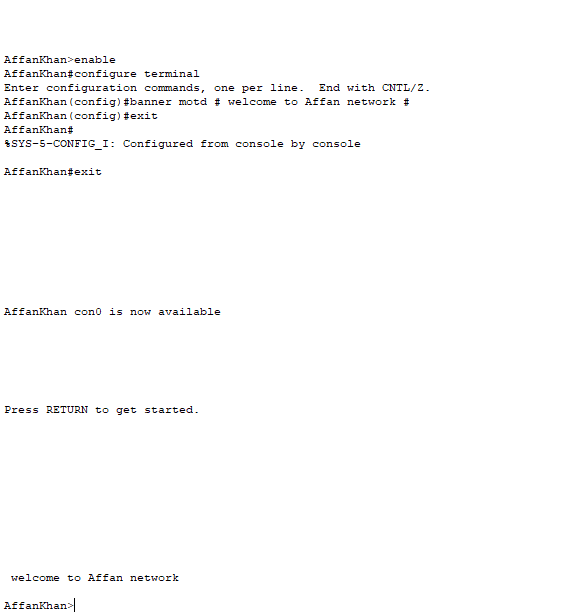 AffanKhan>enable
AffanKhan#configure terminal
Enter configuration commands, one per line.  End with CNTL/Z.
AffanKhan(config)#banner motd # welcome to Affan network #
AffanKhan(config)#exit
AffanKhan#
%SYS-5-CONFIG_I: Configured from console by console
AffanKhan#exit
AffanKhan con0 is now available
Press RETURN to get started.
welcome to Affan network
AffanKhan>